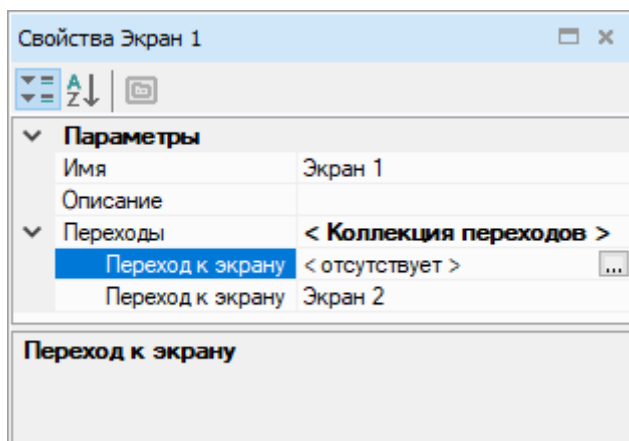 Свойства Экран 1
Параметры
Имя Экран 1
Описание
Переходы < Коллекция переходов >
Переход к экрану < отсутствует > ...
Переход к экрану Экран 2
Переход к экрану